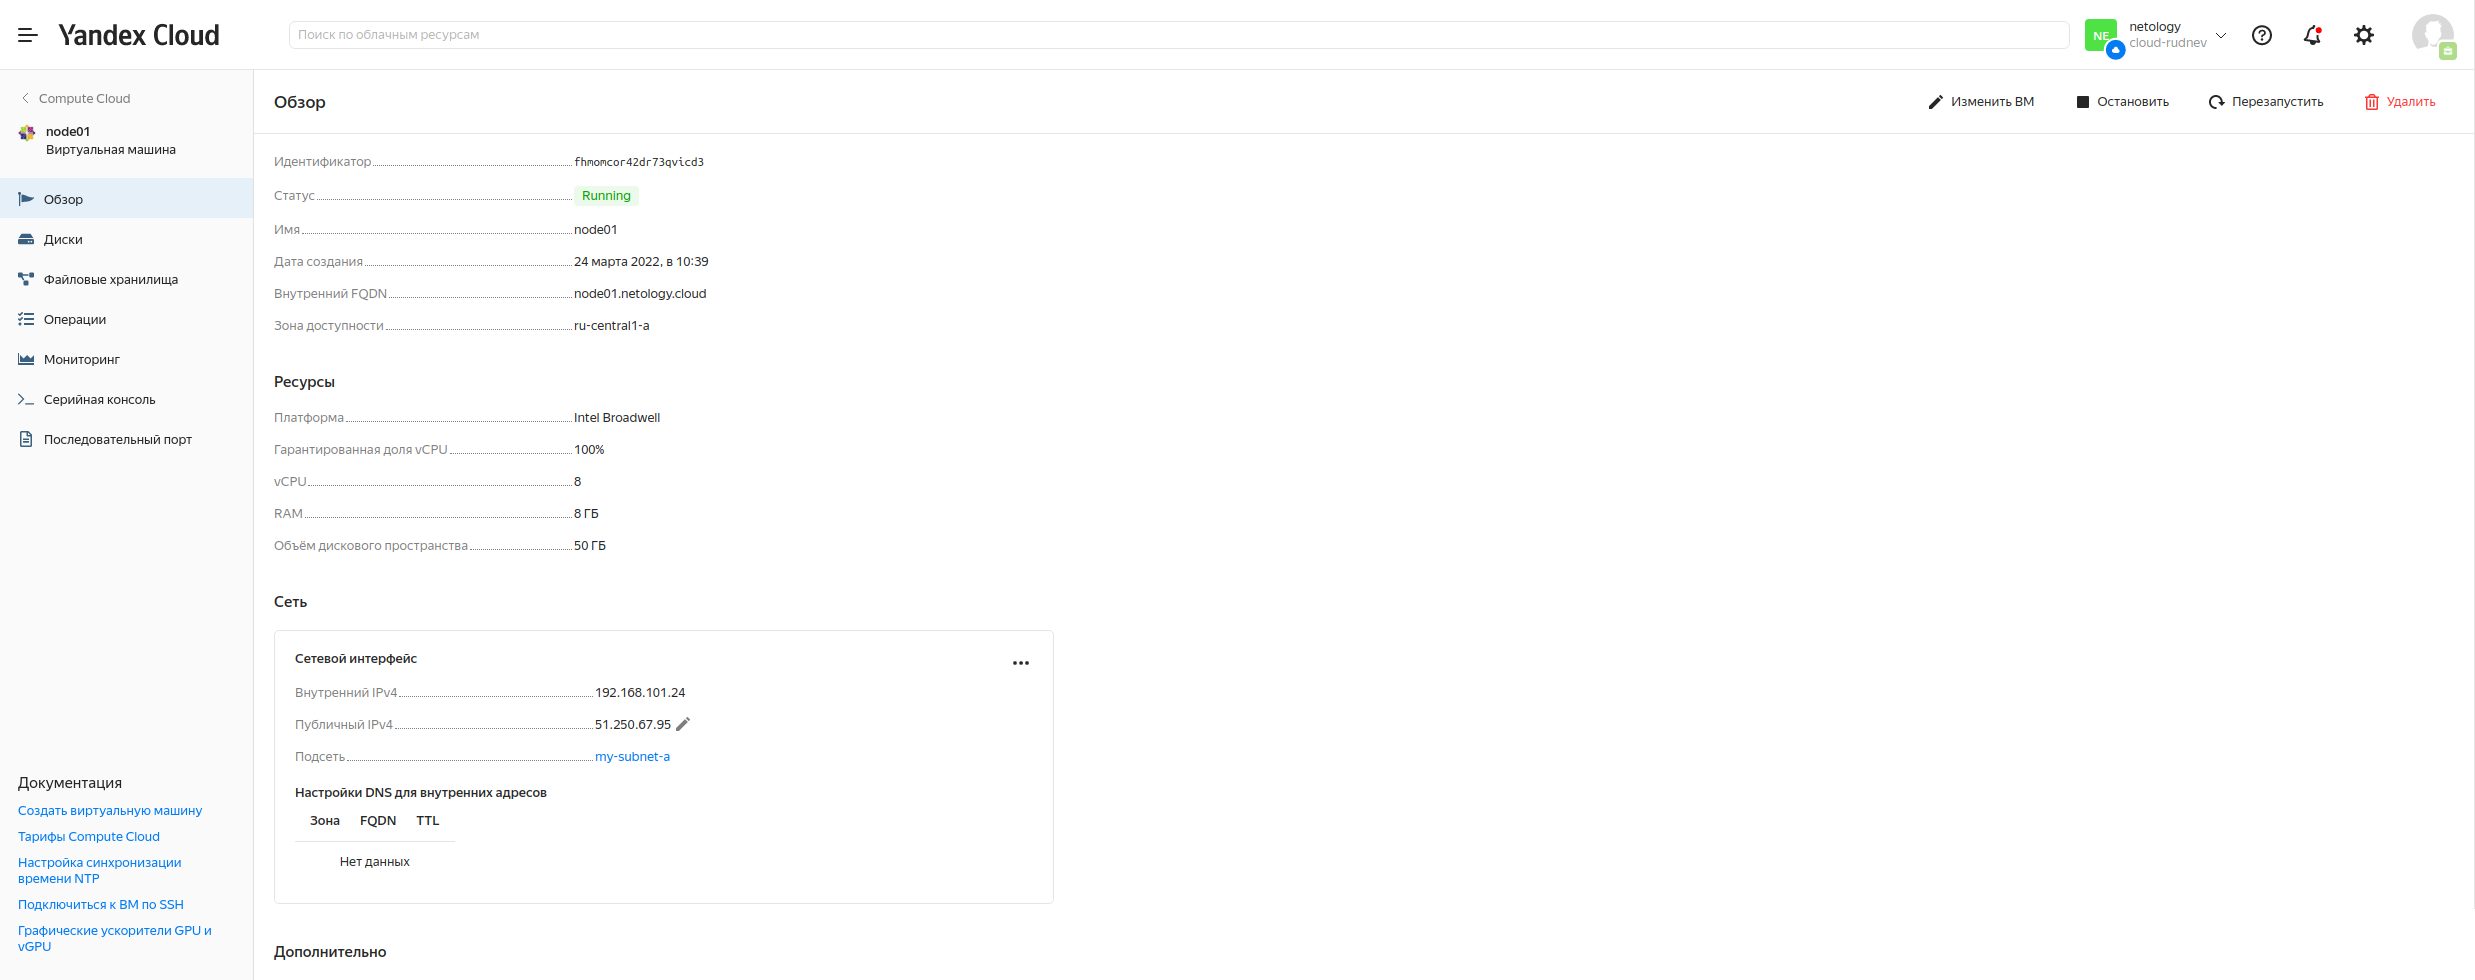 Yandex Cloud
Поиск по облачным ресурсам
NE
netology
cloud-rudnev
Compute Cloud
node01
Виртуальная машина
Обзор
Диски
Файловые хранилища
Операции
Мониторинг
Серийная консоль
Последовательный порт
Документация
Создать виртуальную машину
Тарифы Compute Cloud
Настройка синхронизации
времени NTP
Подключиться к ВМ по SSH
Графические ускорители GPU и
vGPU
Обзор
Изменить ВМ
Остановить
Перезапустить
Удалить
Идентификатор fhmomcor42dr73qvicd3
Статус Running
Имя node01
Дата создания 24 марта 2022, в 10:39
Внутренний FQDN node01.netology.cloud
Зона доступности ru-central1-a
Ресурсы
Платформа Intel Broadwell
Гарантированная доля vCPU 100%
vCPU 8
RAM 8 ГБ
Объём дискового пространства 50 ГБ
Сеть
Сетевой интерфейс
Внутренний IPv4 192.168.101.24
Публичный IPv4 51.250.67.95
Подсеть my-subnet-a
Настройки DNS для внутренних адресов
Зона FQDN TTL
Нет данных
Дополнительно